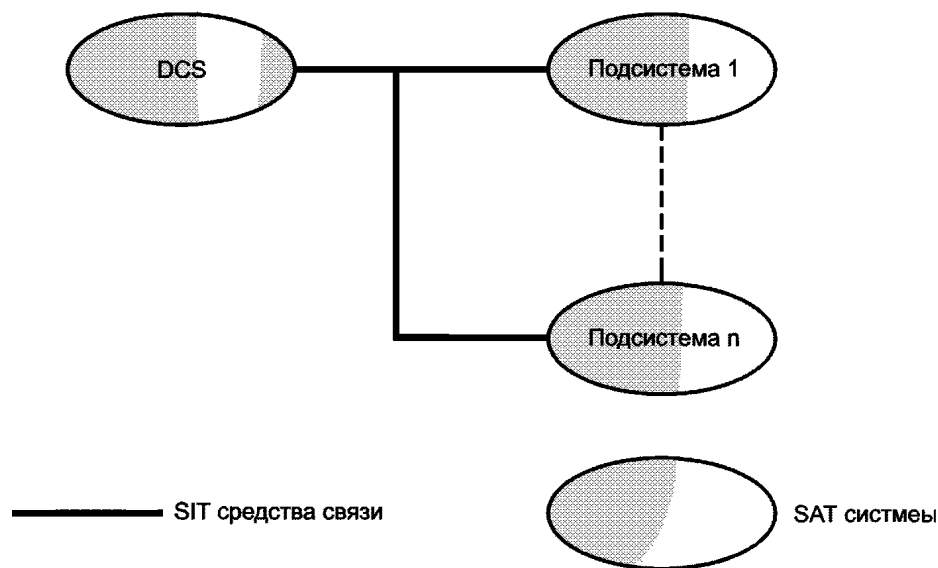 DCS
Подсистема 1
Подсистема n
SIT средства связи
SAT систмеы